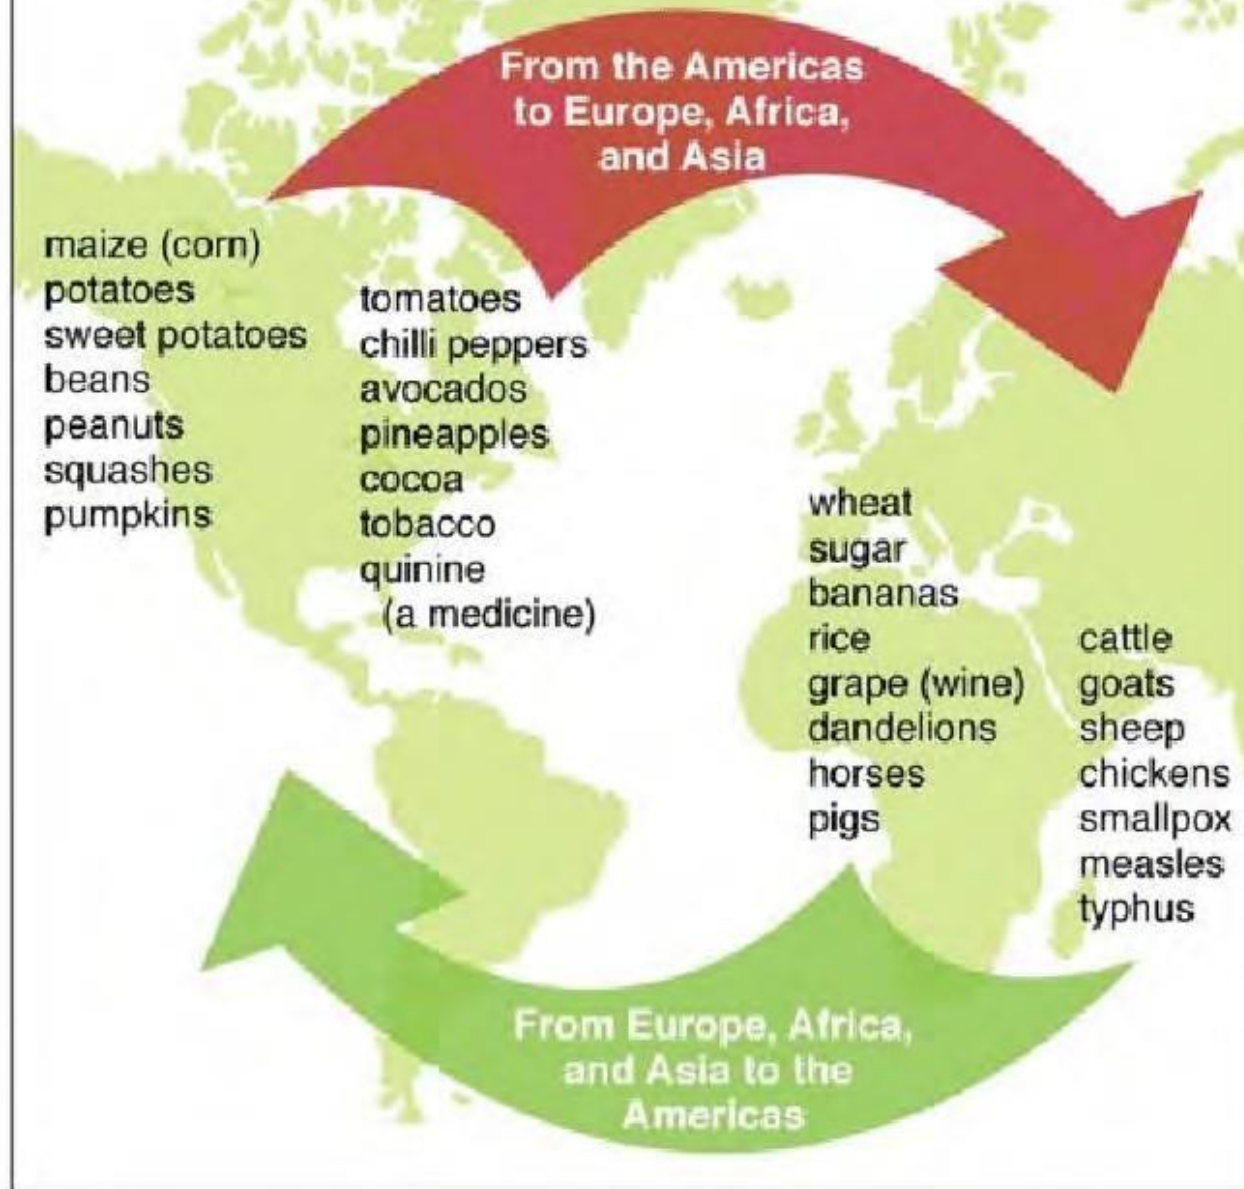 From the Americas
to Europe, Africa,
and Asia
maize (corn)
potatoes
sweet potatoes
beans
peanuts
squashes
pumpkins
tomatoes
chilli peppers
avocados
pineapples
cocoa
tobacco
quinine
(a medicine)
wheat
sugar
bananas
rice
grape (wine)
dandelions
horses
pigs
cattle
goats
sheep
chickens
smallpox
measles
typhus
From Europe, Africa,
and Asia to the
Americas